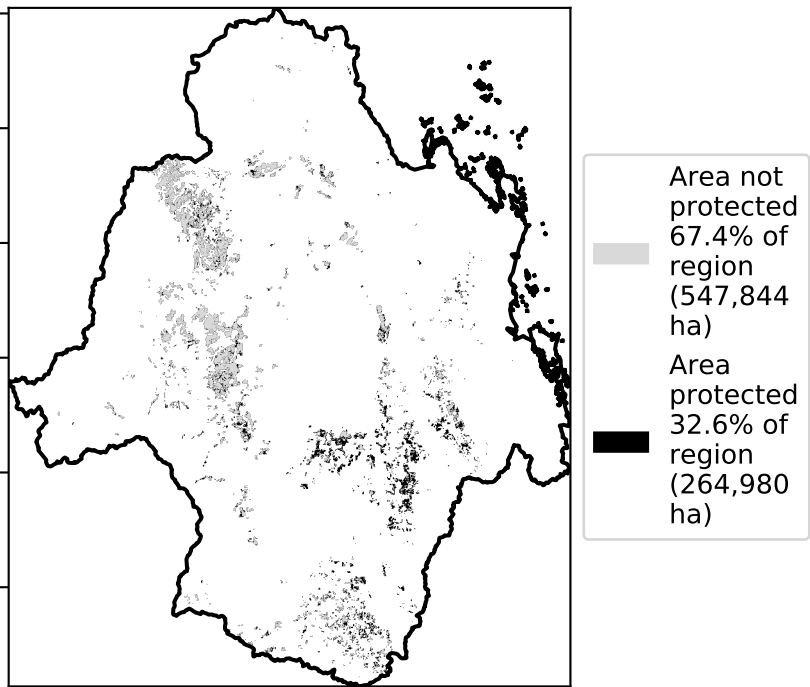 Area not
protected
67.4% of
region
(547,844
ha)
Area
protected
32.6% of
region
(264,980
ha)